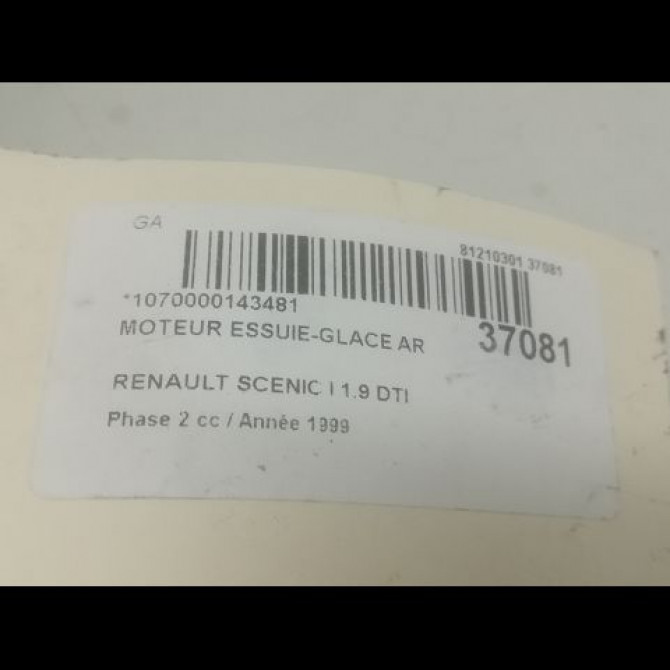 GA
81210301 37081
*1070000143481
MOTEUR ESSUIE-GLACE AR
37081
RENAULT SCENIC I 1.9 DTI
Phase 2 cc / Année 1999